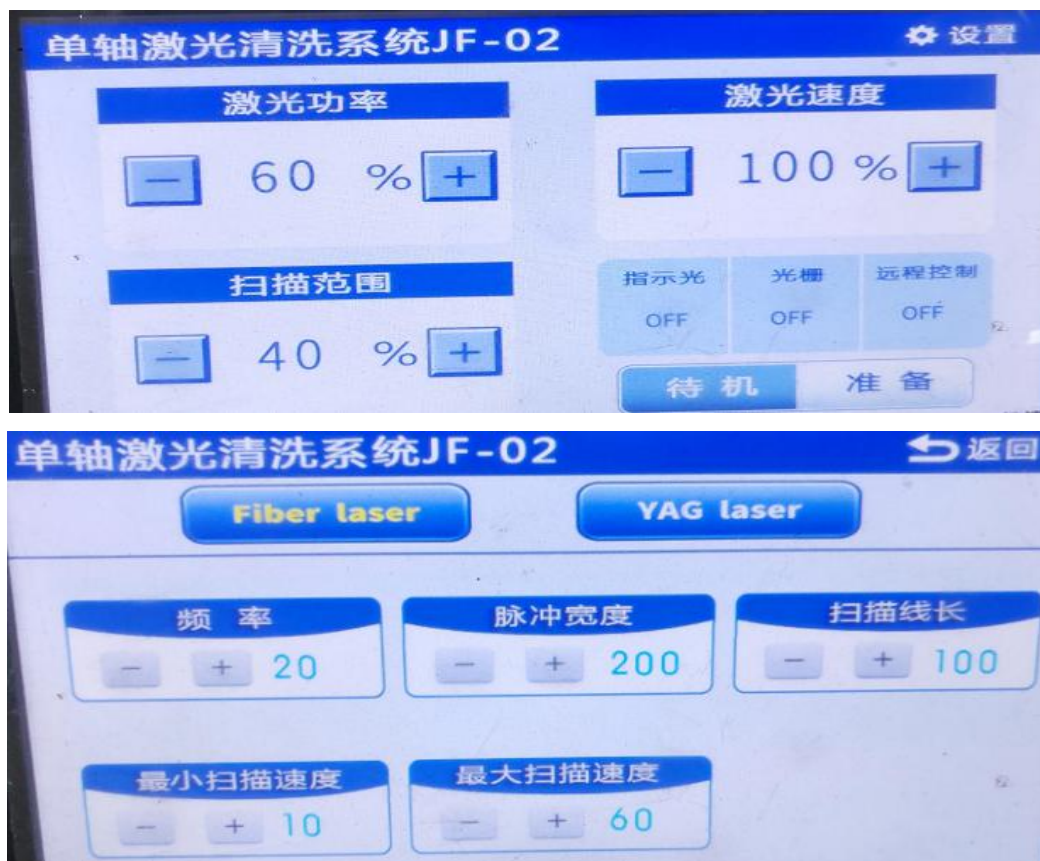 单轴激光清洗系统JF-02 设置
激光功率 激光速度
− 60 % + − 100 % +
扫描范围 指示光 光栅 远程控制
− 40 % + OFF OFF OFF
待机 准备
单轴激光清洗系统JF-02 返回
Fiber laser YAG laser
频率 脉冲宽度 扫描线长
− + 20 − + 200 − + 100
最小扫描速度 最大扫描速度
− + 10 − + 60